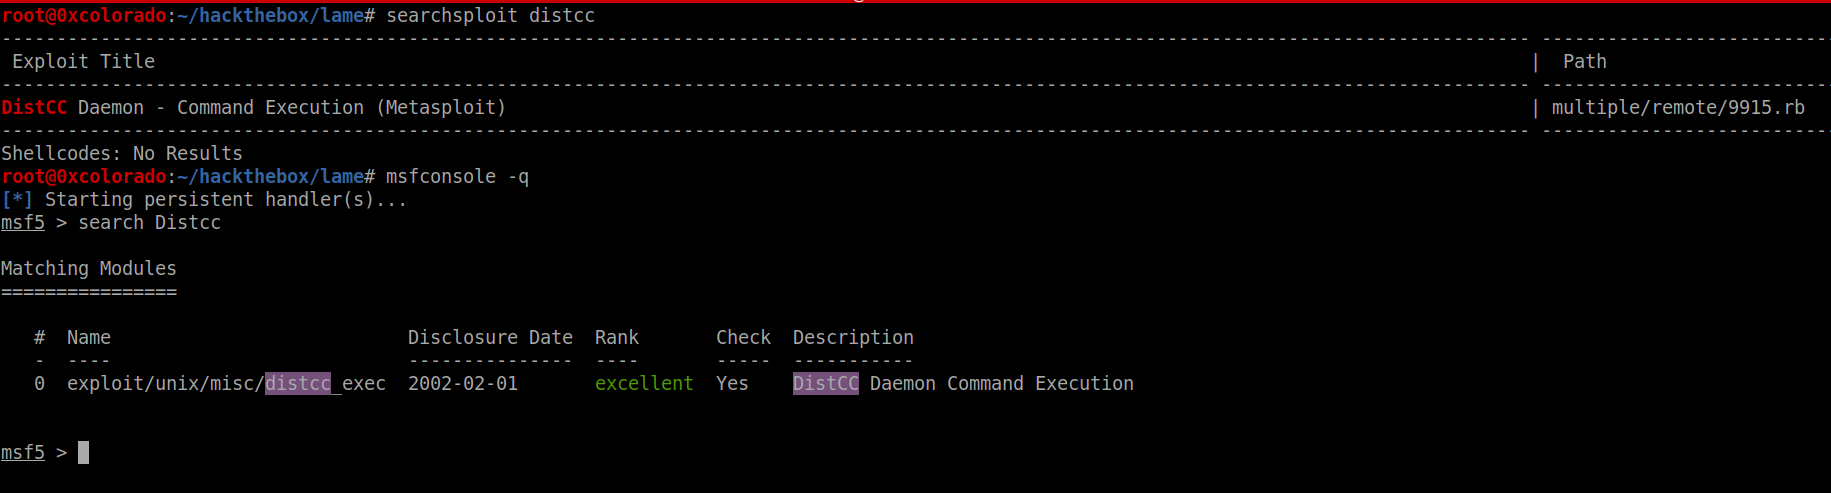 root@0xcolorado:~/hackthebox/lame# searchsploit distcc
---------------------------------------------------------------------------------------------------------------------------------------------- --------------------------
Exploit Title | Path
---------------------------------------------------------------------------------------------------------------------------------------------- --------------------------
DistCC Daemon - Command Execution (Metasploit) | multiple/remote/9915.rb
---------------------------------------------------------------------------------------------------------------------------------------------- --------------------------
Shellcodes: No Results
root@0xcolorado:~/hackthebox/lame# msfconsole -q
[*] Starting persistent handler(s)...
msf5 > search Distcc
Matching Modules
================
# Name Disclosure Date Rank Check Description
- ---- --------------- ---- ----- -----------
0 exploit/unix/misc/distcc_exec 2002-02-01 excellent Yes DistCC Daemon Command Execution
msf5 >